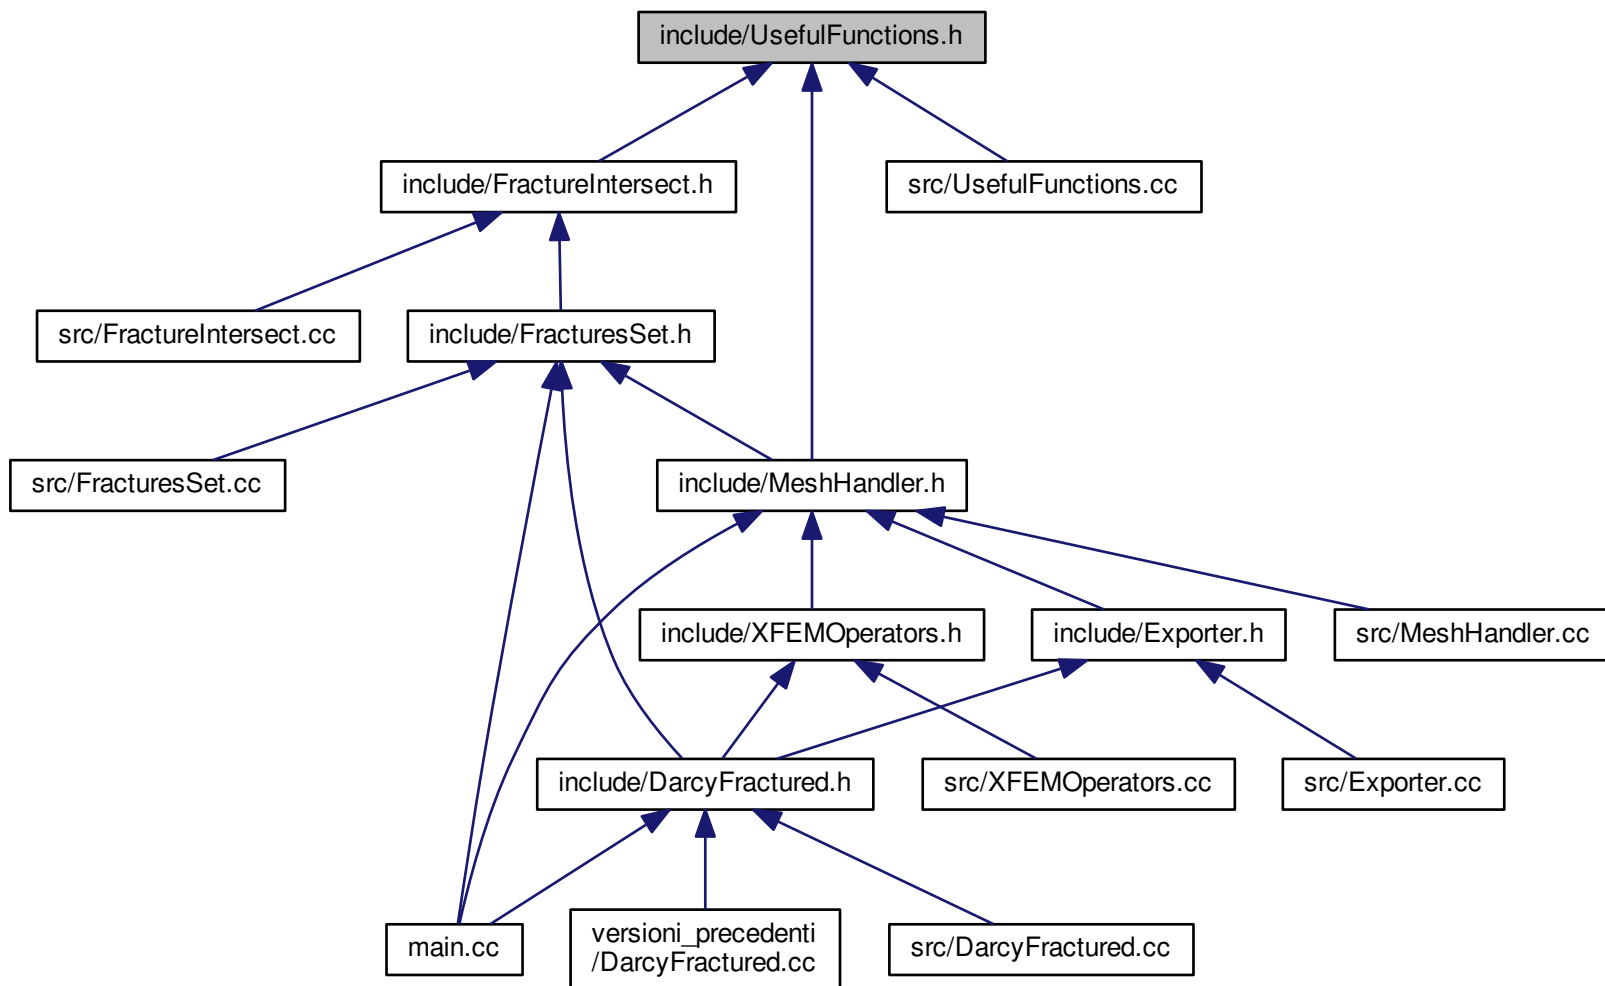 include/UsefulFunctions.h
include/FractureIntersect.h
src/UsefulFunctions.cc
src/FractureIntersect.cc
include/FracturesSet.h
src/FracturesSet.cc
include/MeshHandler.h
include/XFEMOperators.h
include/Exporter.h
src/MeshHandler.cc
include/DarcyFractured.h
src/XFEMOperators.cc
src/Exporter.cc
main.cc
versioni_precedenti
/DarcyFractured.cc
src/DarcyFractured.cc